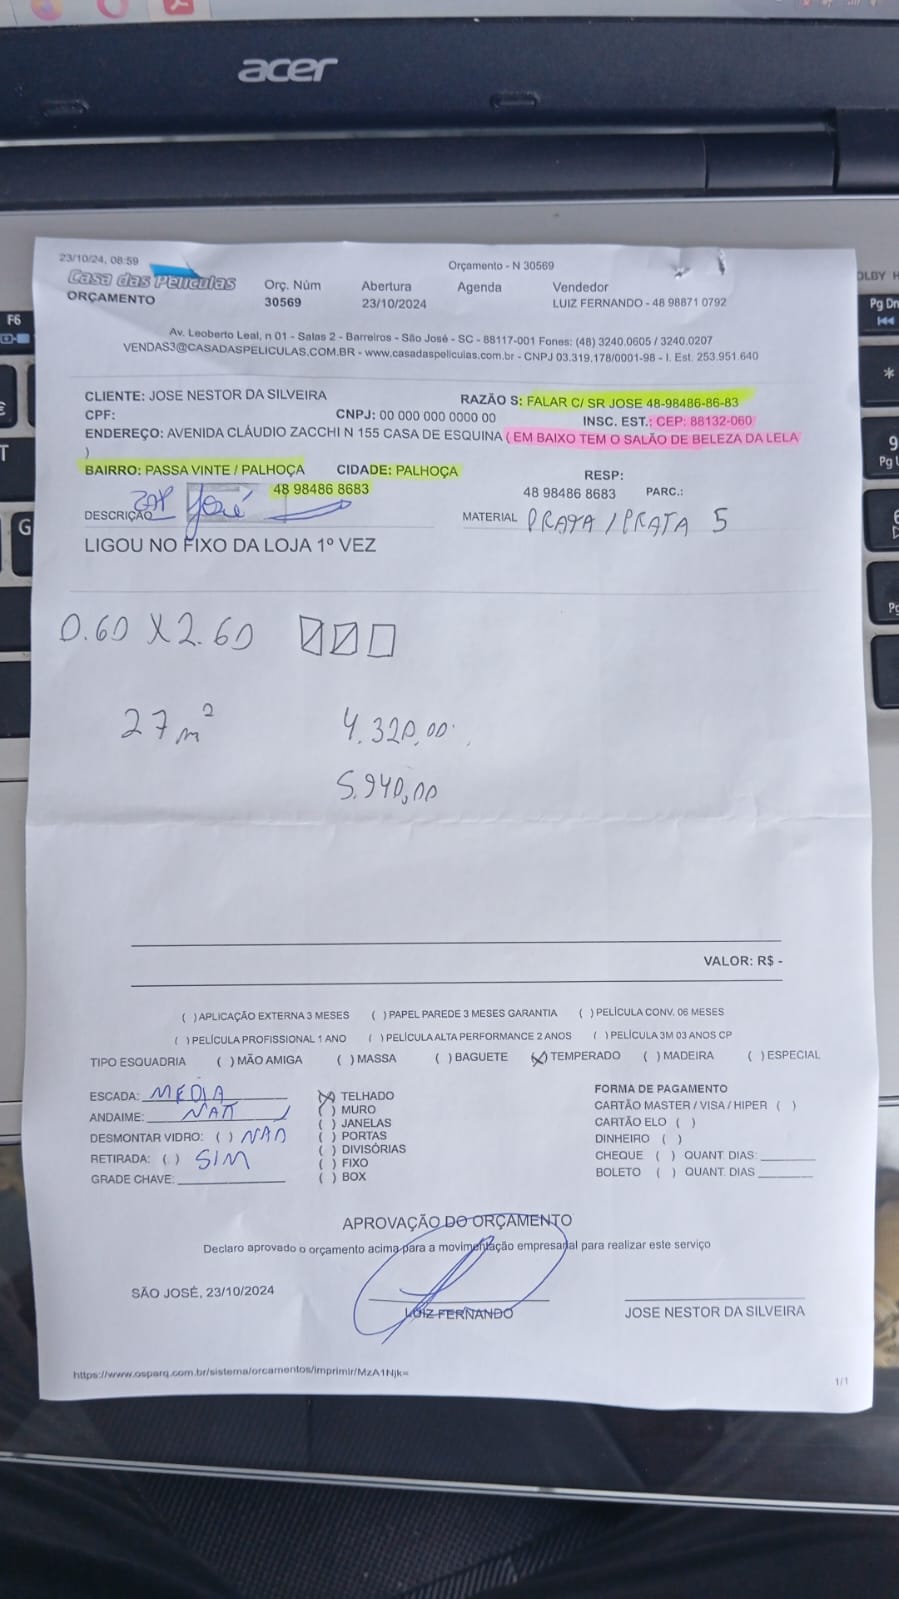 acer
F6
Pg Dn
23/10/24, 08:59
Orçamento - N 30569
Casa das Películas
ORÇAMENTO
Orç. Núm
30569
Abertura
23/10/2024
Agenda
Vendedor
LUIZ FERNANDO - 48 98871 0792
Av. Leoberto Leal, n 01 - Salas 2 - Barreiros - São José - SC - 88117-001 Fones: (48) 3240.0605 / 3240.0207
VENDAS3@CASADASPELICULAS.COM.BR - www.casadaspeliculas.com.br - CNPJ 03.319.178/0001-98 - I. Est. 253.951.640
CLIENTE: JOSE NESTOR DA SILVEIRA RAZÃO S: FALAR C/ SR JOSE 48-98486-86-83
CPF: CNPJ: 00 000 000 0000 00 INSC. EST.: CEP: 88132-060
ENDEREÇO: AVENIDA CLÁUDIO ZACCHI N 155 CASA DE ESQUINA ( EM BAIXO TEM O SALÃO DE BELEZA DA LELA
)
BAIRRO: PASSA VINTE / PALHOÇA CIDADE: PALHOÇA RESP:
48 98486 8683 48 98486 8683 PARC.:
ZAP José
DESCRIÇÃO MATERIAL PRATA / PRATA 5
LIGOU NO FIXO DA LOJA 1º VEZ
0.60 X 2.60
27 m² 4.320,00
5.940,00
VALOR: R$ -
( )APLICAÇÃO EXTERNA 3 MESES ( )PAPEL PAREDE 3 MESES GARANTIA ( )PELÍCULA CONV. 06 MESES
( )PELÍCULA PROFISSIONAL 1 ANO ( )PELÍCULA ALTA PERFORMANCE 2 ANOS ( )PELÍCULA 3M 03 ANOS CP
TIPO ESQUADRIA ( )MÃO AMIGA ( )MASSA ( )BAGUETE (X)TEMPERADO ( )MADEIRA ( )ESPECIAL
ESCADA: MEDIA
ANDAIME: NAO
DESMONTAR VIDRO: ( ) NAO
RETIRADA: ( ) SIM
GRADE CHAVE:
(X) TELHADO
( ) MURO
( ) JANELAS
( ) PORTAS
( ) DIVISÓRIAS
( ) FIXO
( ) BOX
FORMA DE PAGAMENTO
CARTÃO MASTER / VISA / HIPER ( )
CARTÃO ELO ( )
DINHEIRO ( )
CHEQUE ( ) QUANT. DIAS:
BOLETO ( ) QUANT. DIAS
APROVAÇÃO DO ORÇAMENTO
Declaro aprovado o orçamento acima para a movimentação empresarial para realizar este serviço
SÃO JOSÉ, 23/10/2024
LUIZ FERNANDO JOSE NESTOR DA SILVEIRA
https://www.osparq.com.br/sistema/orcamentos/imprimir/MzA1Njk=
1/1